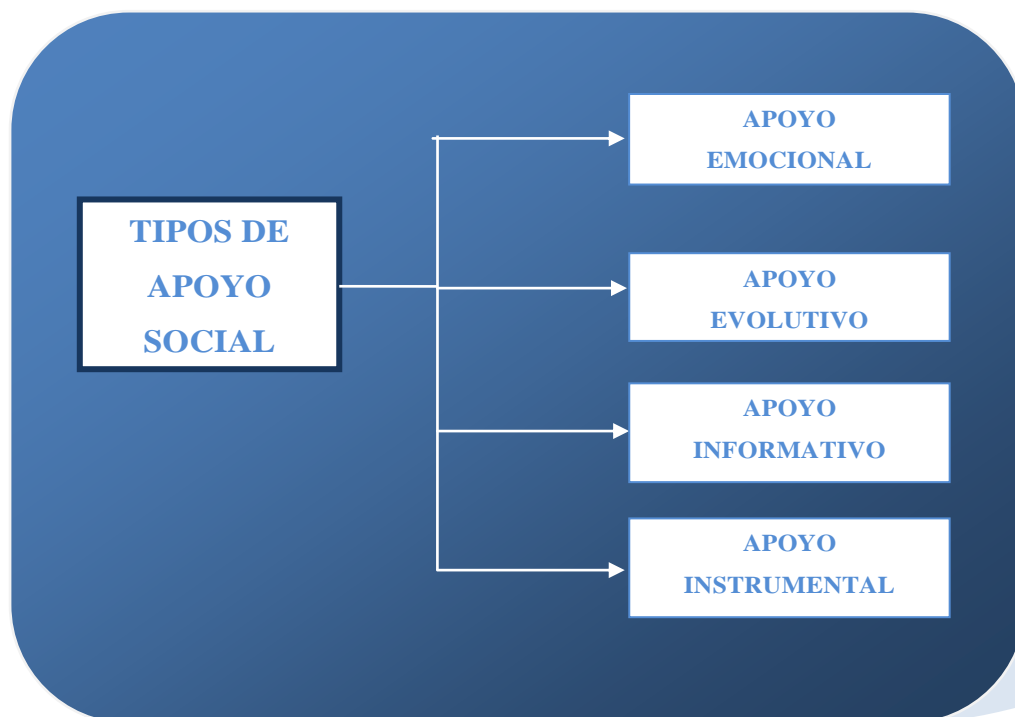 TIPOS DE
APOYO
SOCIAL
APOYO
EMOCIONAL
APOYO
EVOLUTIVO
APOYO
INFORMATIVO
APOYO
INSTRUMENTAL